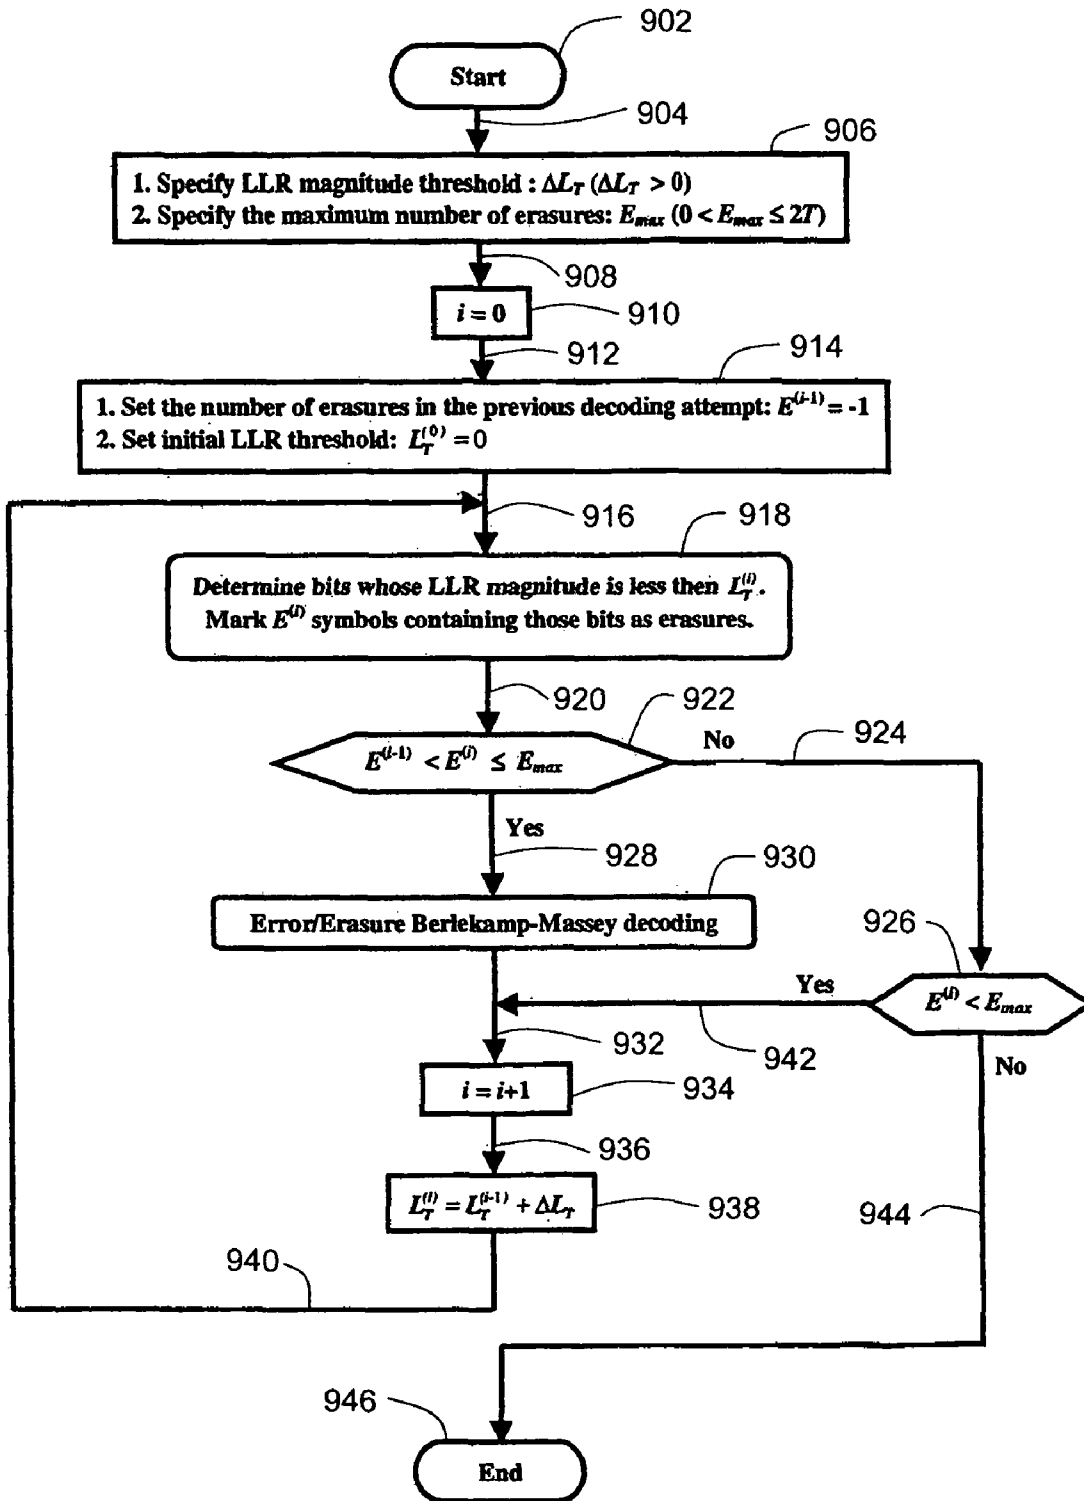 902
Start
904
906
1. Specify LLR magnitude threshold : ΔL_T (ΔL_T > 0)
2. Specify the maximum number of erasures: E_max (0 < E_max ≤ 2T)
908
i = 0
910
912
914
1. Set the number of erasures in the previous decoding attempt: E^(i-1) = -1
2. Set initial LLR threshold: L_T^(0) = 0
916
918
Determine bits whose LLR magnitude is less then L_T^(i).
Mark E^(i) symbols containing those bits as erasures.
920
922
No
924
E^(i-1) < E^(i) ≤ E_max
Yes
928
930
Error/Erasure Berlekamp-Massey decoding
926
Yes
E^(i) < E_max
932
942
No
i = i+1
934
936
L_T^(i) = L_T^(i-1) + ΔL_T
938
944
940
946
End